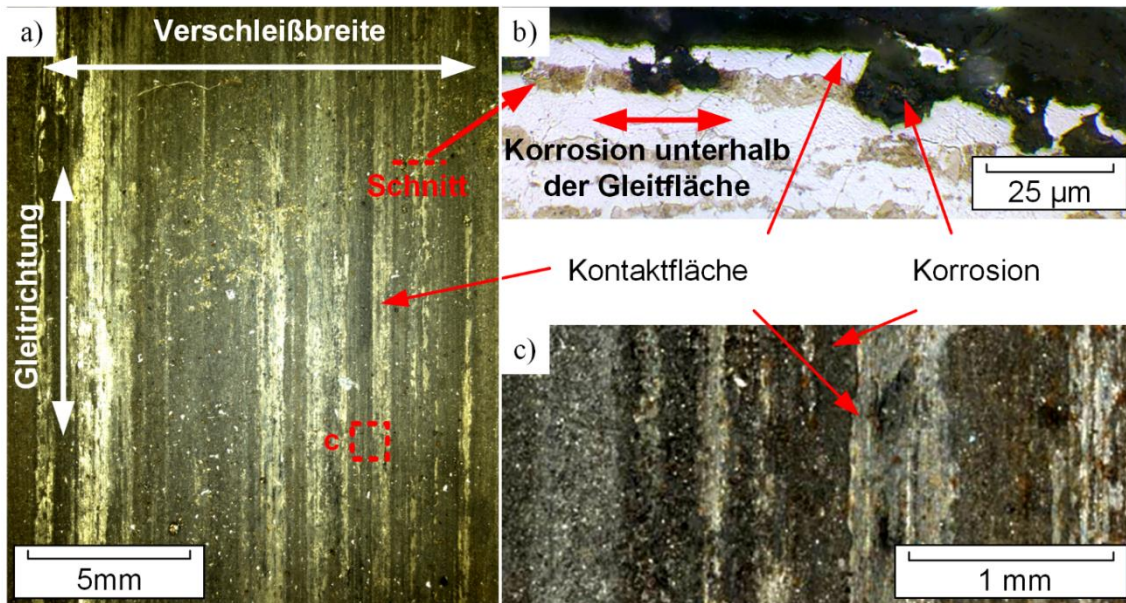 a)
Verschleißbreite
Gleitrichtung
Schnitt
c
5mm
b)
Korrosion unterhalb
der Gleitfläche
25 µm
Kontaktfläche
Korrosion
c)
1 mm